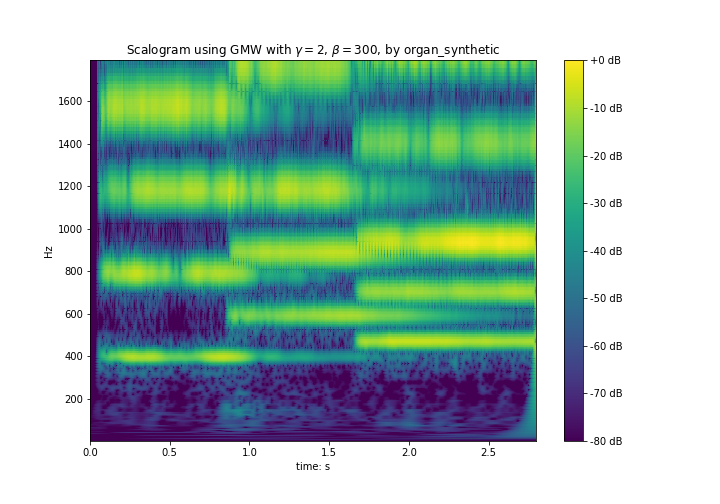 Scalogram using GMW with γ = 2, β = 300, by organ_synthetic
Hz
1600
1400
1200
1000
800
600
400
200
0.0 0.5 1.0 1.5 2.0 2.5
time: s
+0 dB
-10 dB
-20 dB
-30 dB
-40 dB
-50 dB
-60 dB
-70 dB
-80 dB